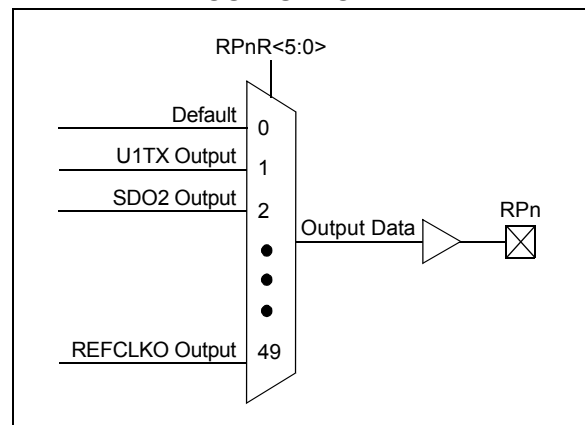 RPnR<5:0>
Default
0
U1TX Output
1
SDO2 Output
2
Output Data
RPn
REFCLKO Output
49